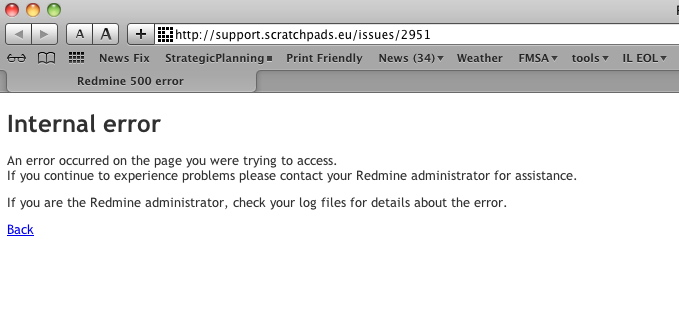 A A + http://support.scratchpads.eu/issues/2951
News Fix StrategicPlanning Print Friendly News (34) Weather FMSA tools IL EOL
Redmine 500 error
Internal error
An error occurred on the page you were trying to access.
If you continue to experience problems please contact your Redmine administrator for assistance.
If you are the Redmine administrator, check your log files for details about the error.
Back